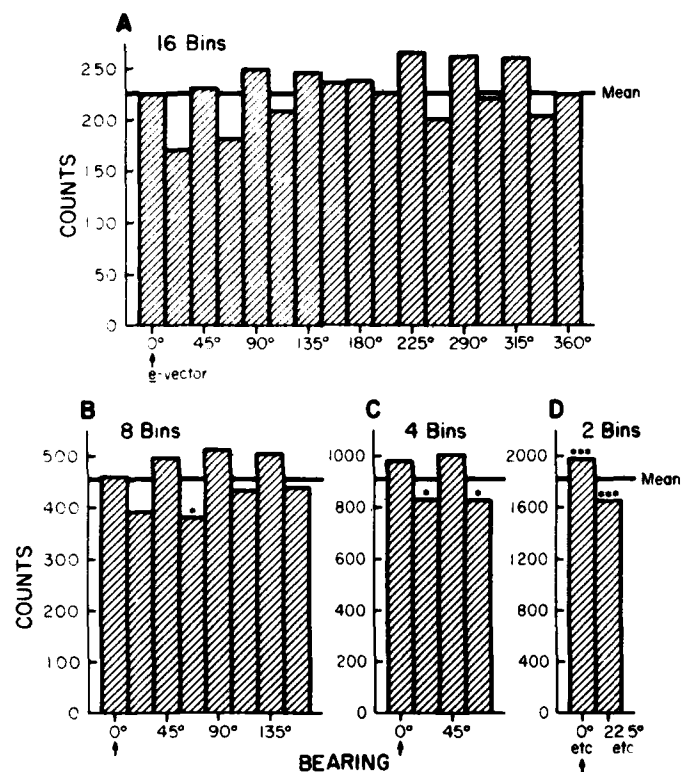 A
16 Bins
COUNTS
250
200
150
100
50
0
Mean
0° 45° 90° 135° 180° 225° 290° 315° 360°
e-vector
B
8 Bins
COUNTS
500
400
300
200
100
0
0° 45° 90° 135°
C
4 Bins
1000
800
600
400
200
0
0° 45°
D
2 Bins
2000
1600
1200
800
400
0
***
***
Mean
0° 22.5°
etc etc
BEARING